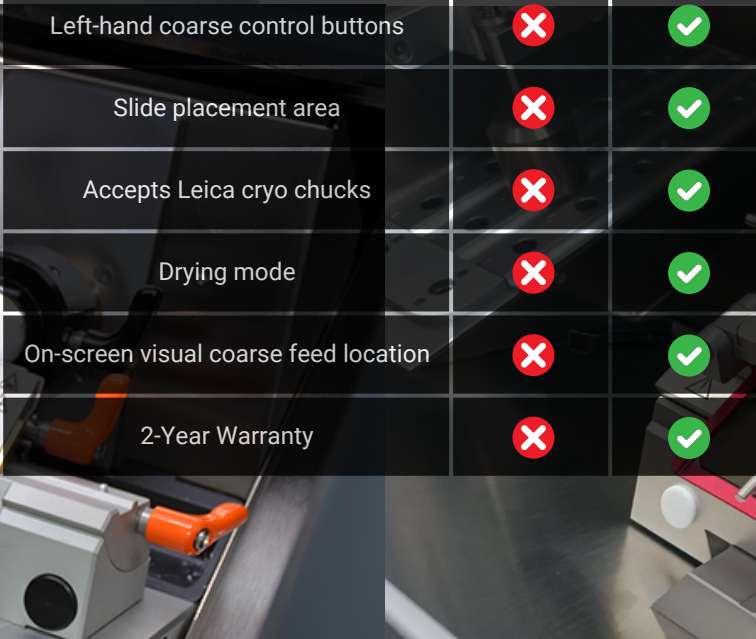 Left-hand coarse control buttons
Slide placement area
Accepts Leica cryo chucks
Drying mode
On-screen visual coarse feed location
2-Year Warranty